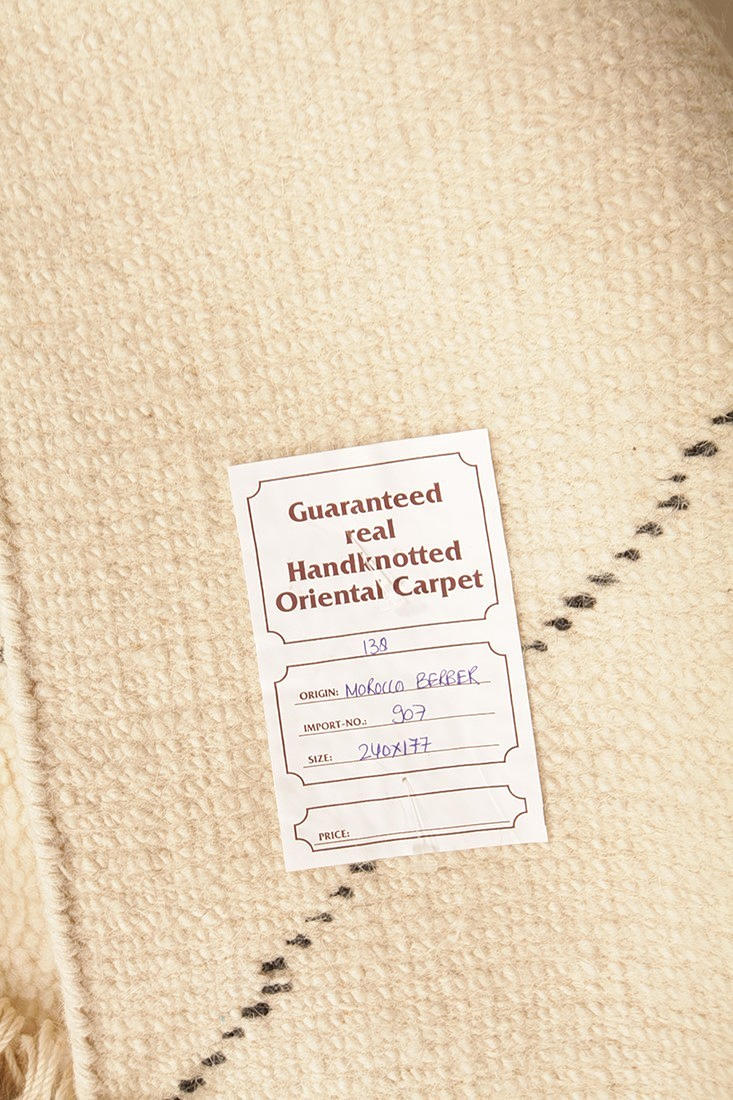 Guaranteed
real
Handknotted
Oriental Carpet
138
ORIGIN: MOROCCO BERBER
IMPORT-NO.: 907
SIZE: 240x177
PRICE: